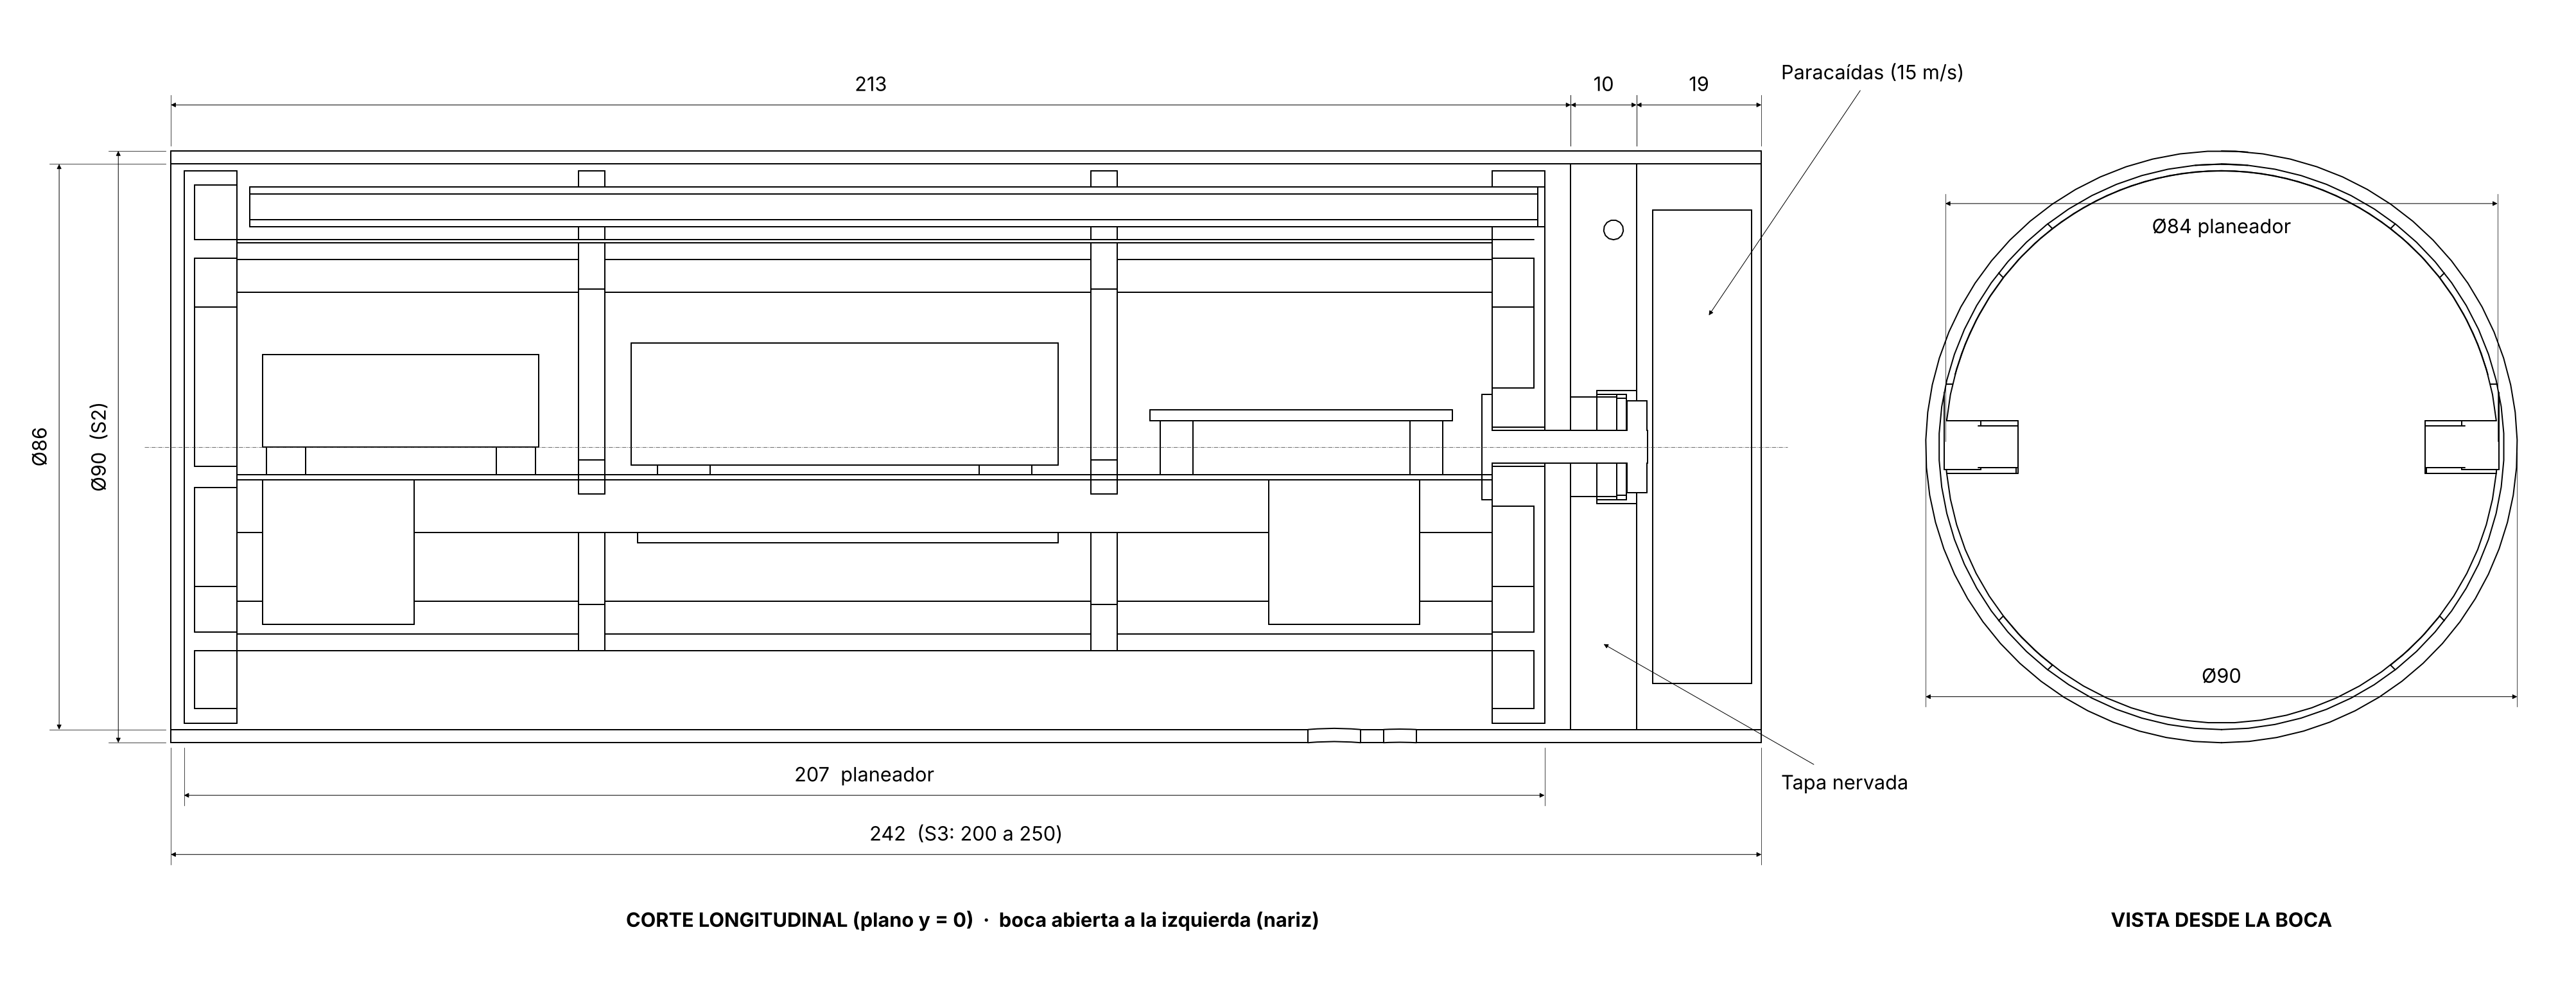 Paracaídas (15 m/s)
213
10
19
Ø84 planeador
Ø86
Ø90 (S2)
Ø90
207 planeador
Tapa nervada
242 (S3: 200 a 250)
CORTE LONGITUDINAL (plano y = 0) · boca abierta a la izquierda (nariz)
VISTA DESDE LA BOCA